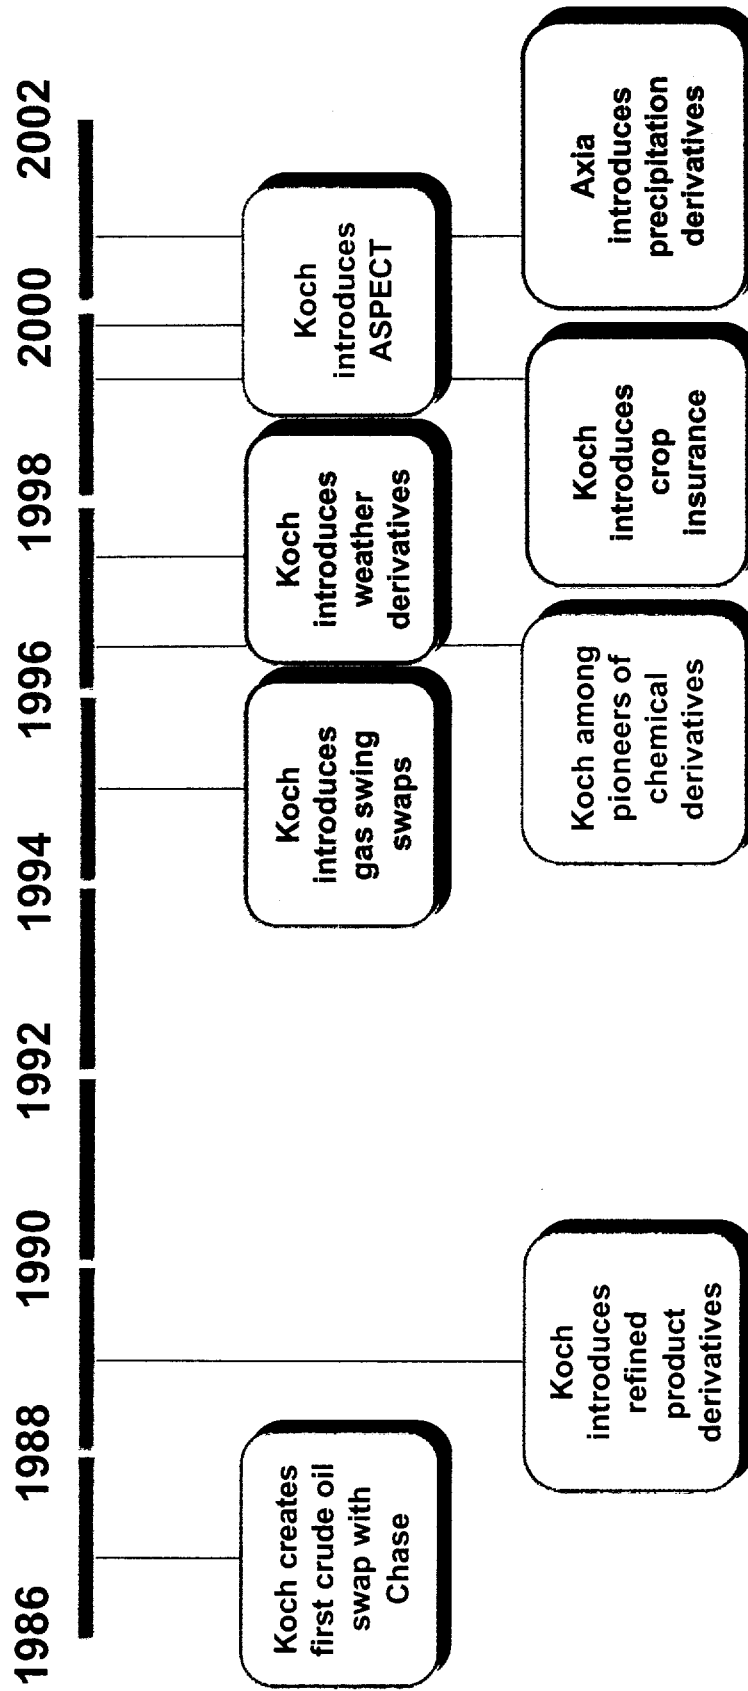 1986 1988 1990 1992 1994 1996 1998 2000 2002
Koch creates
first crude oil
swap with
Chase
Koch
introduces
gas swing
swaps
Koch
introduces
weather
derivatives
Koch
introduces
ASPECT
Koch
introduces
refined
product
derivatives
Koch among
pioneers of
chemical
derivatives
Koch
introduces
crop
insurance
Axia
introduces
precipitation
derivatives